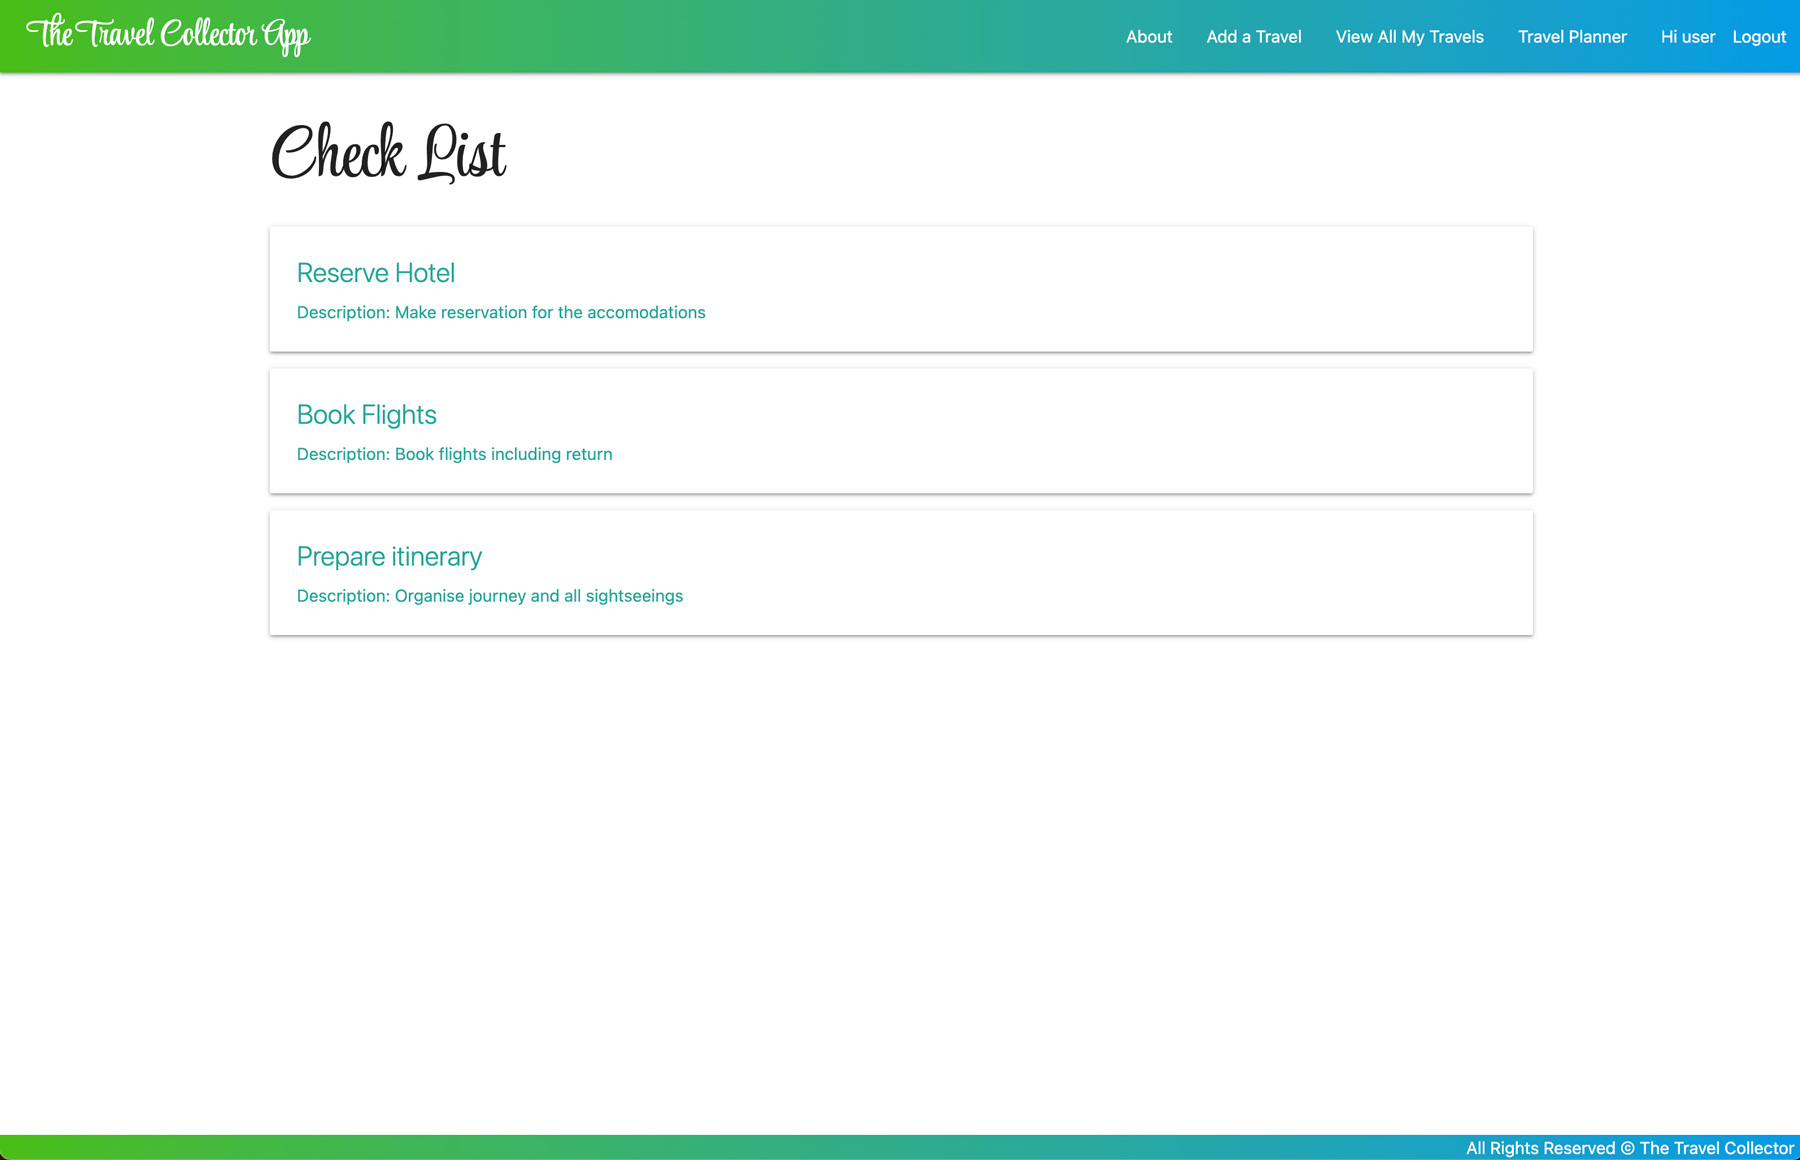 The Travel Collector App
About Add a Travel View All My Travels Travel Planner Hi user Logout
Check List
Reserve Hotel
Description: Make reservation for the accomodations
Book Flights
Description: Book flights including return
Prepare itinerary
Description: Organise journey and all sightseeings
All Rights Reserved © The Travel Collector